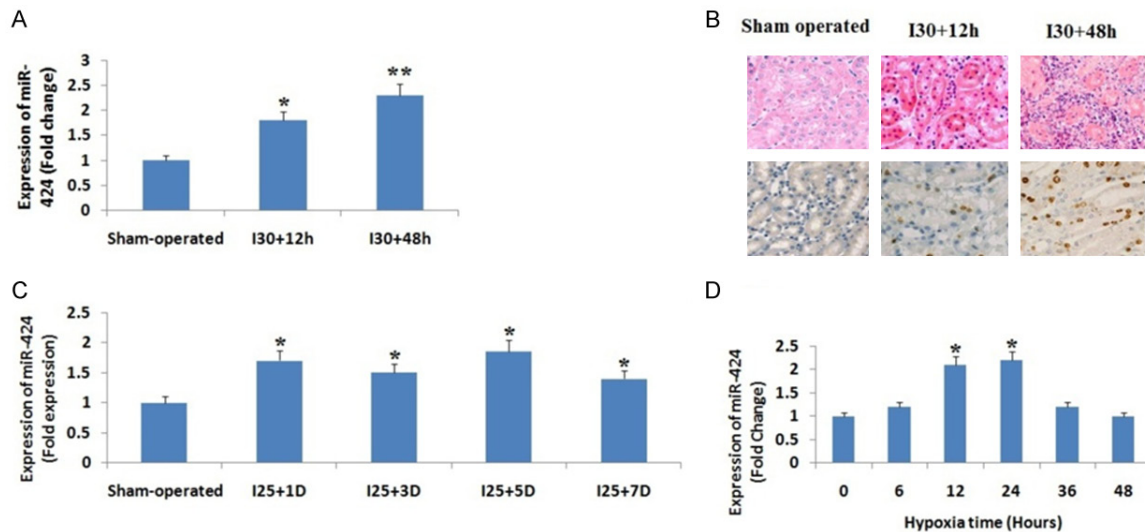 A
Expression of miR-
424 (Fold change)
3
2.5
2
1.5
1
0.5
0
*
**
Sham-operated I30+12h I30+48h
B
Sham operated I30+12h I30+48h
C
Expression of miR-424
(Fold expression)
2.5
2
1.5
1
0.5
0
* * * *
Sham-operated I25+1D I25+3D I25+5D I25+7D
D
Expression of miR-424
(Fold Change)
2.5
2
1.5
1
0.5
0
* *
0 6 12 24 36 48
Hypoxia time (Hours)